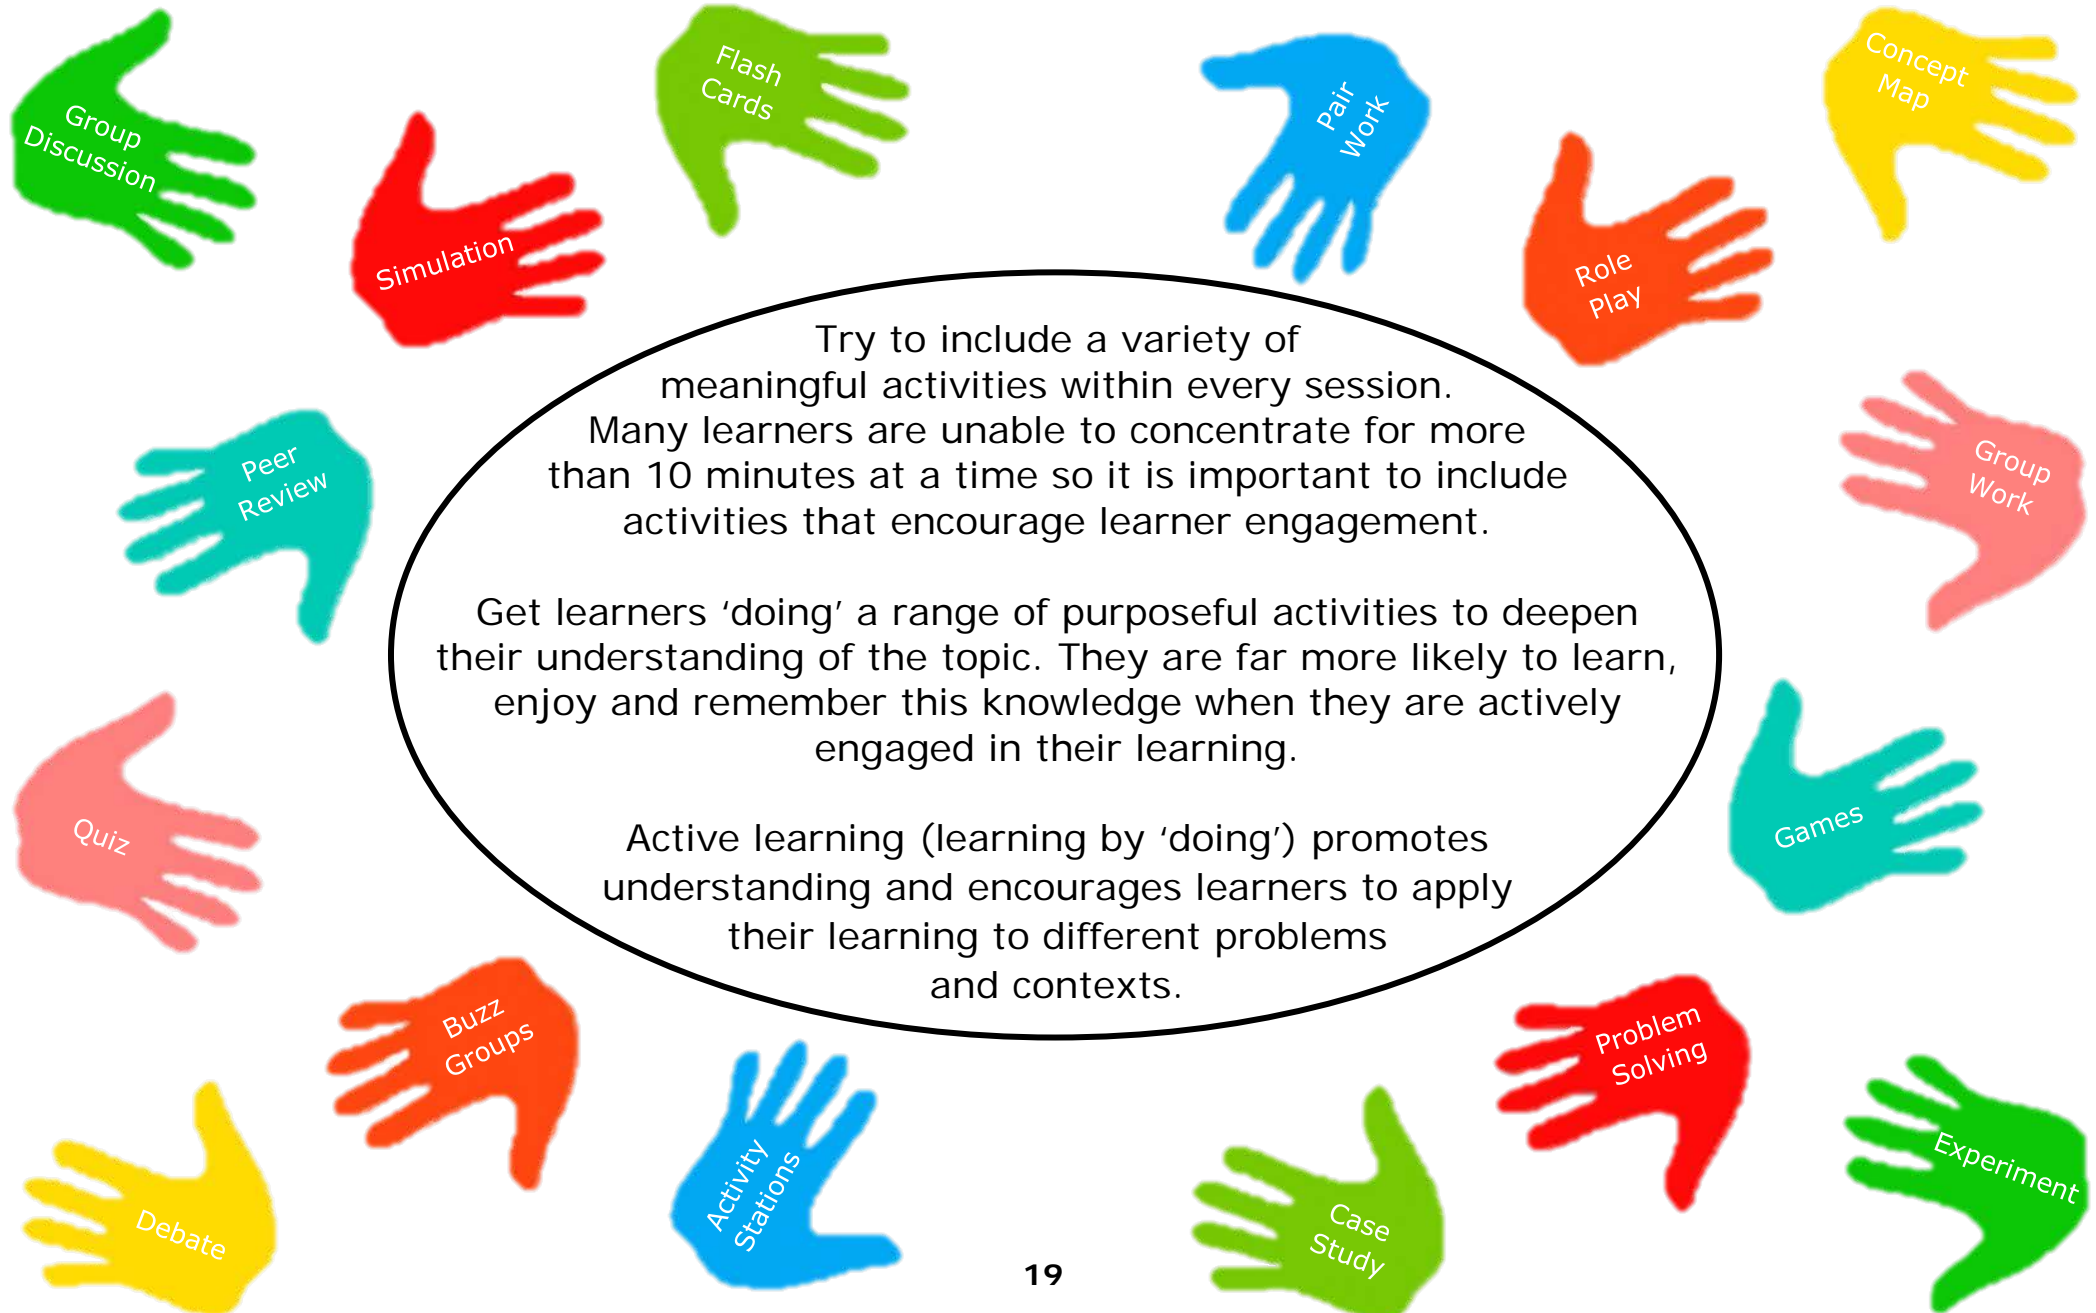 Group
Discussion
Simulation
Flash
Cards
Pair
Work
Role
Play
Concept
Map
Peer
Review
Group
Work
Try to include a variety of
meaningful activities within every session.
Many learners are unable to concentrate for more
than 10 minutes at a time so it is important to include
activities that encourage learner engagement.
Get learners ‘doing’ a range of purposeful activities to deepen
their understanding of the topic. They are far more likely to learn,
enjoy and remember this knowledge when they are actively
engaged in their learning.
Active learning (learning by ‘doing’) promotes
understanding and encourages learners to apply
their learning to different problems
and contexts.
Quiz
Games
Buzz
Groups
Problem
Solving
Debate
Activity
Stations
Case
Study
Experiment
19